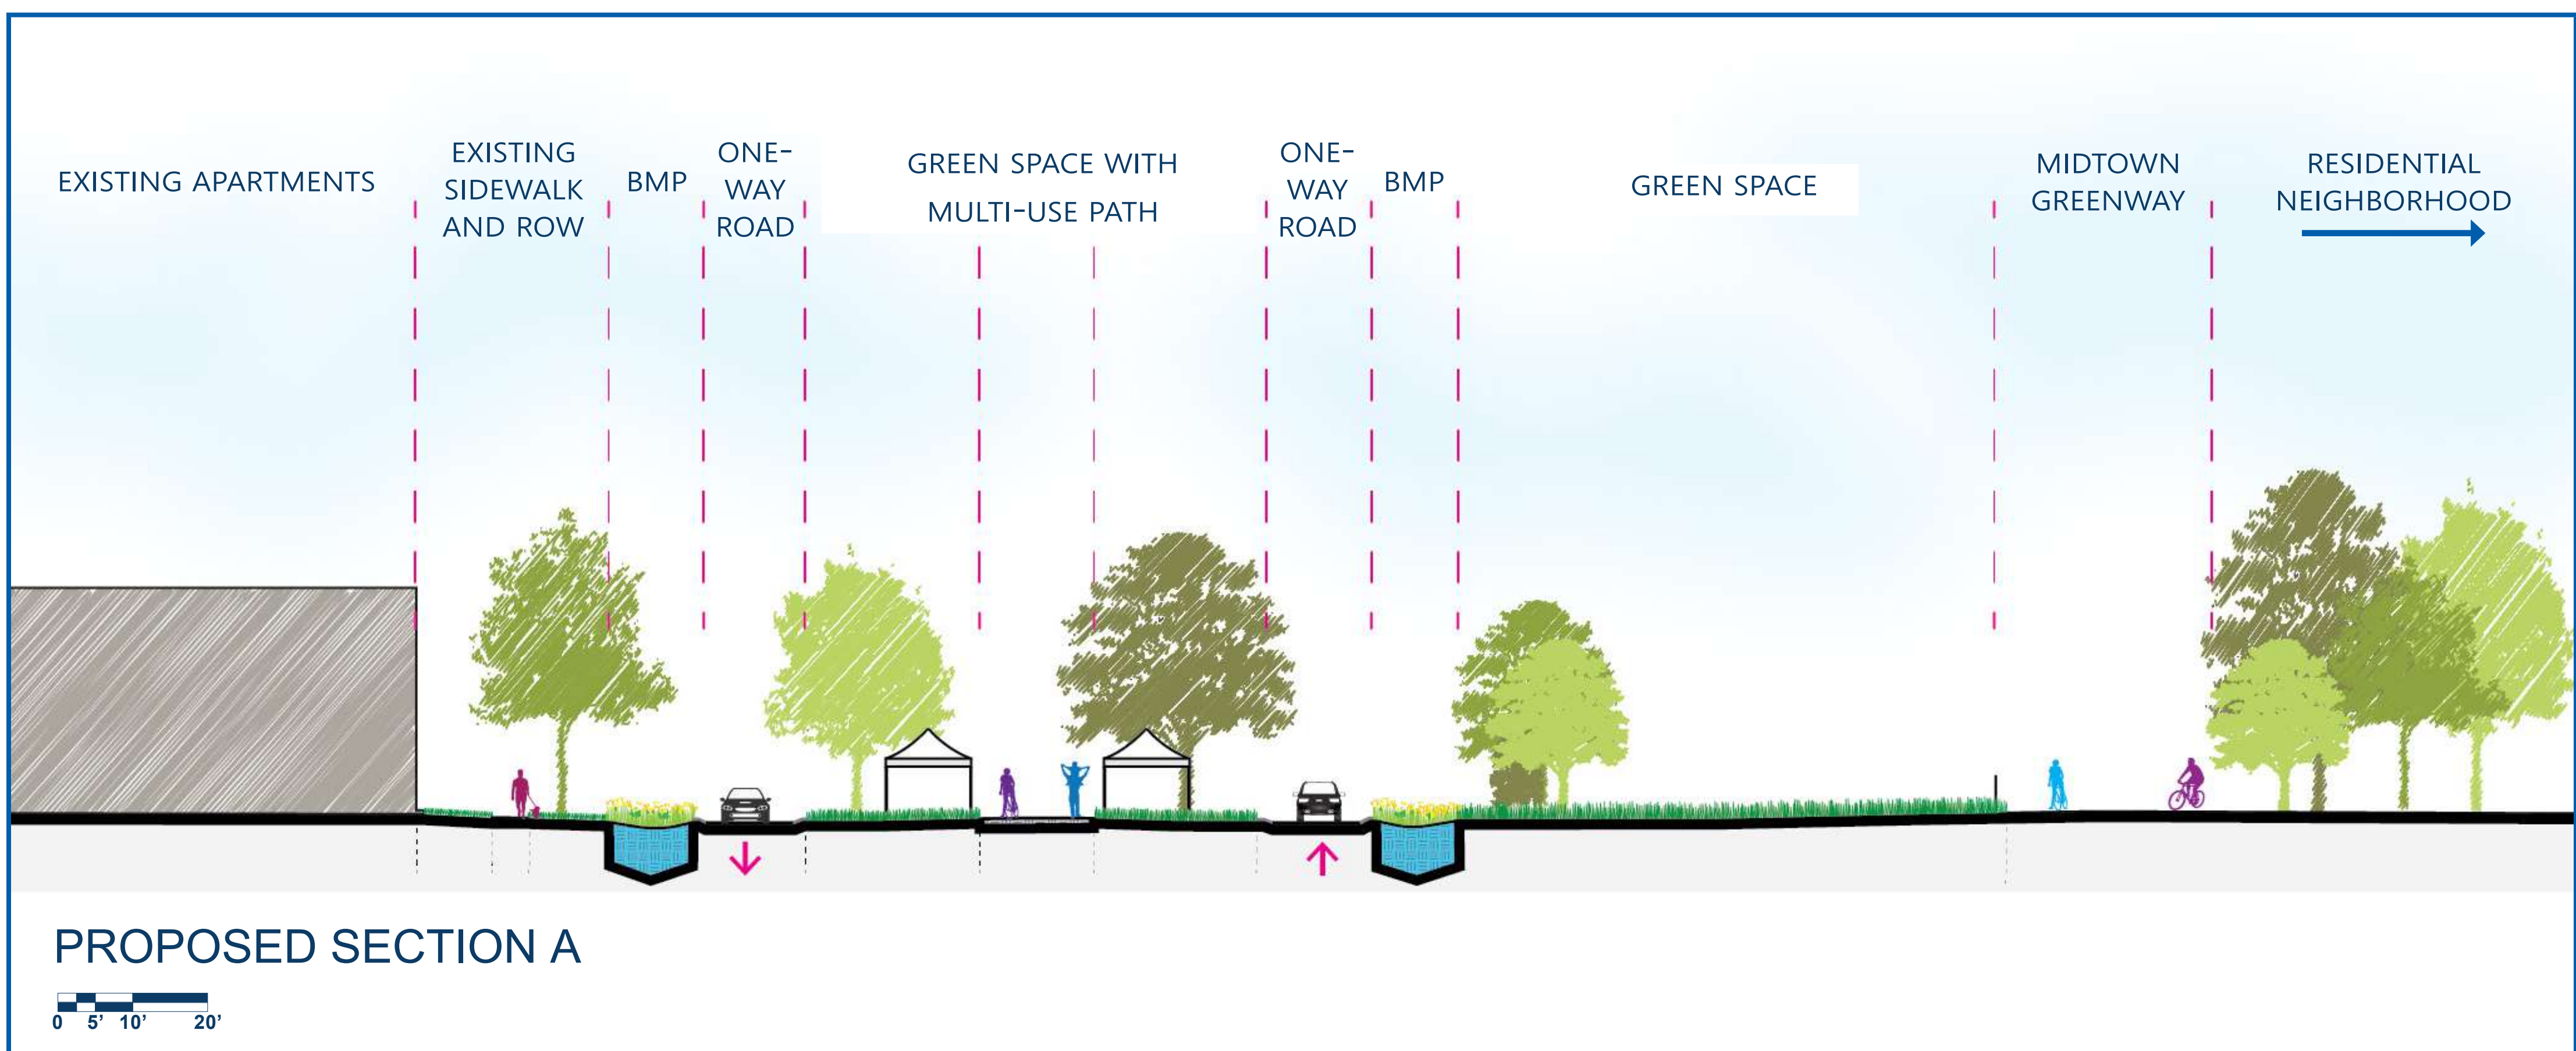 EXISTING APARTMENTS
EXISTING
SIDEWALK
AND ROW
BMP
ONE-
WAY
ROAD
GREEN SPACE WITH
MULTI-USE PATH
ONE-
WAY
ROAD
BMP
GREEN SPACE
MIDTOWN
GREENWAY
RESIDENTIAL
NEIGHBORHOOD
PROPOSED SECTION A
0 5' 10' 20'